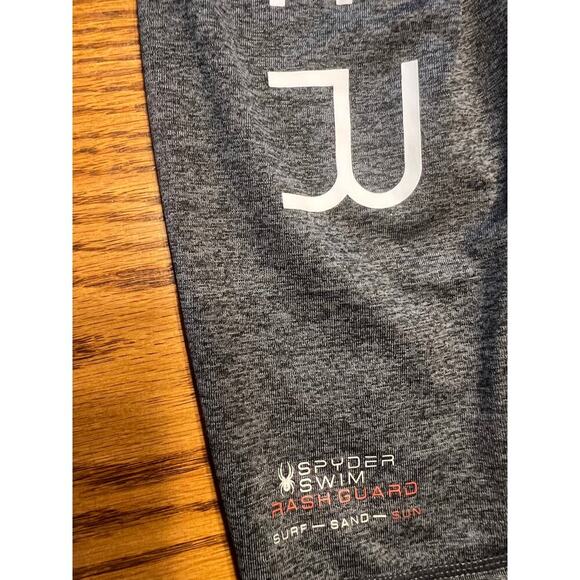 R
SPYDER
SWIM
RASH GUARD
SURF — SAND — SUN